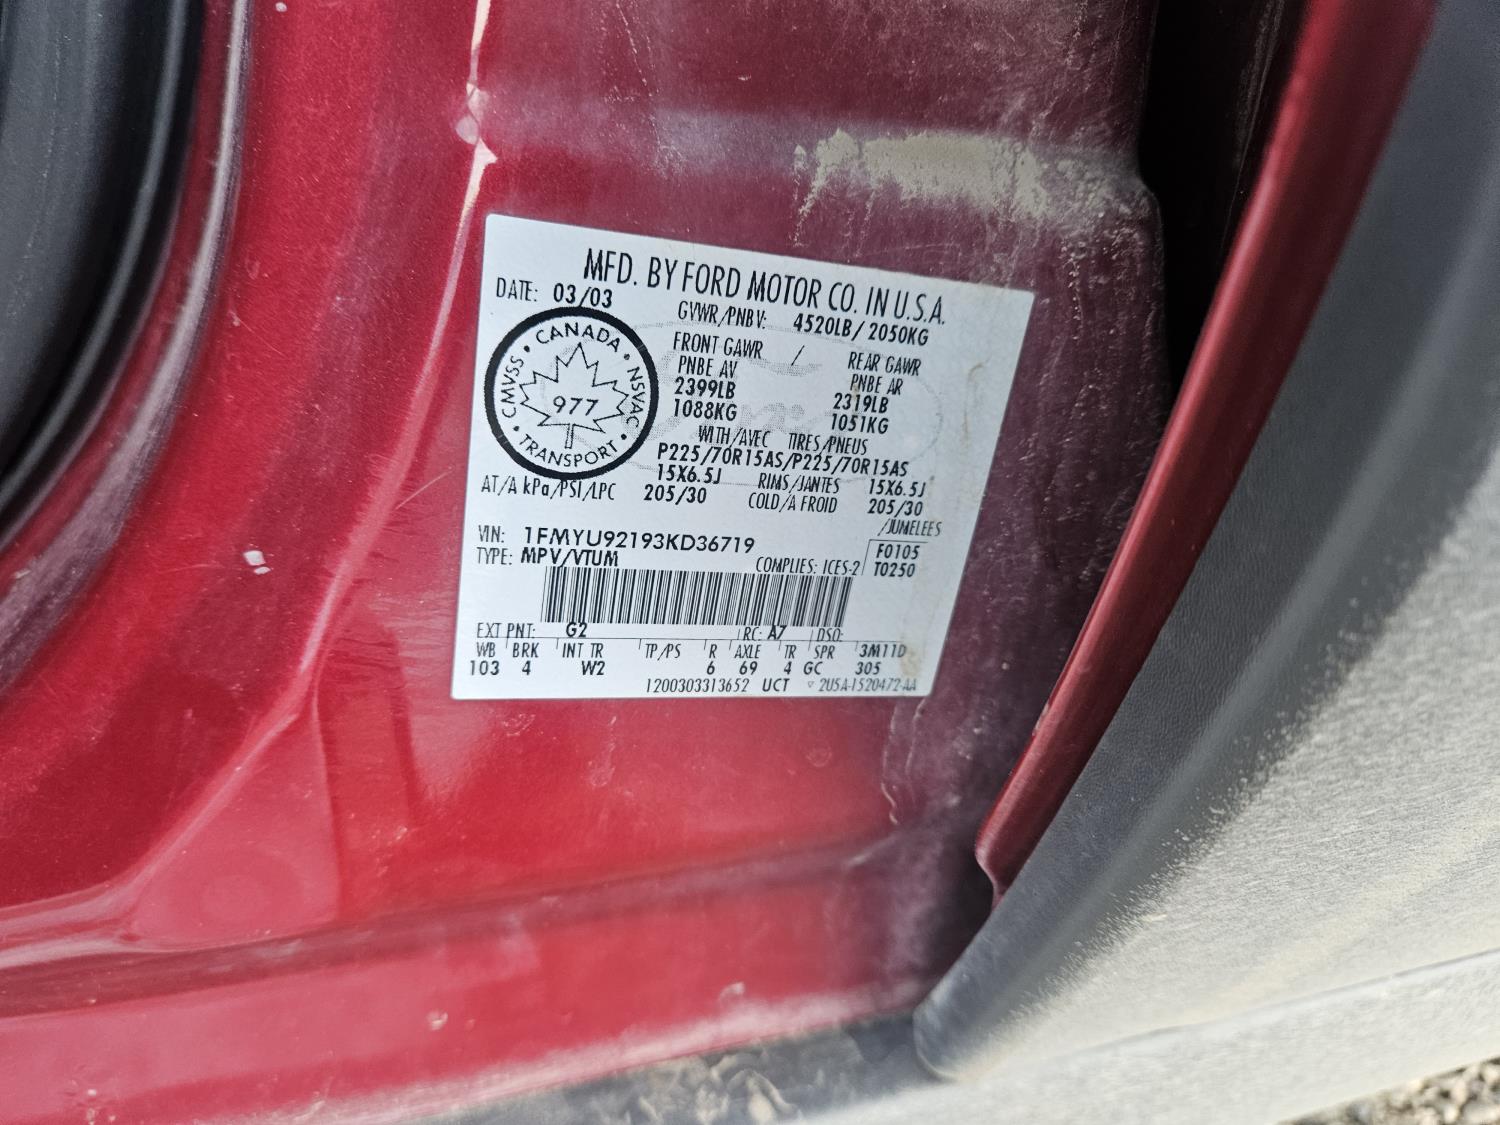 MFD. BY FORD MOTOR CO. IN U.S.A.
DATE: 03/03
GVWR/PNBV: 4520LB/ 2050KG
CANADA • NSVAC • TRANSPORT • CMVSS •
977
FRONT GAWR / REAR GAWR
PNBE AV PNBE AR
2399LB 2319LB
1088KG 1051KG
WITH/AVEC TIRES/PNEUS
P225/70R15AS/P225/70R15AS
15X6.5J RIMS/JANTES 15X6.5J
AT/A kPa/PSI/LPC 205/30 COLD/A FROID 205/30
/JUMELEES
VIN: 1FMYU92193KD36719
F0105
TYPE: MPV/VTUM COMPLIES: ICES-2 T0250
EXT PNT: G2 RC: A7 DSO:
WB BRK INT TR TP/PS R AXLE TR SPR 3M11D
103 4 W2 6 69 4 GC 305
1200303313652 UCT ▽ 2U5A-1520472-AA